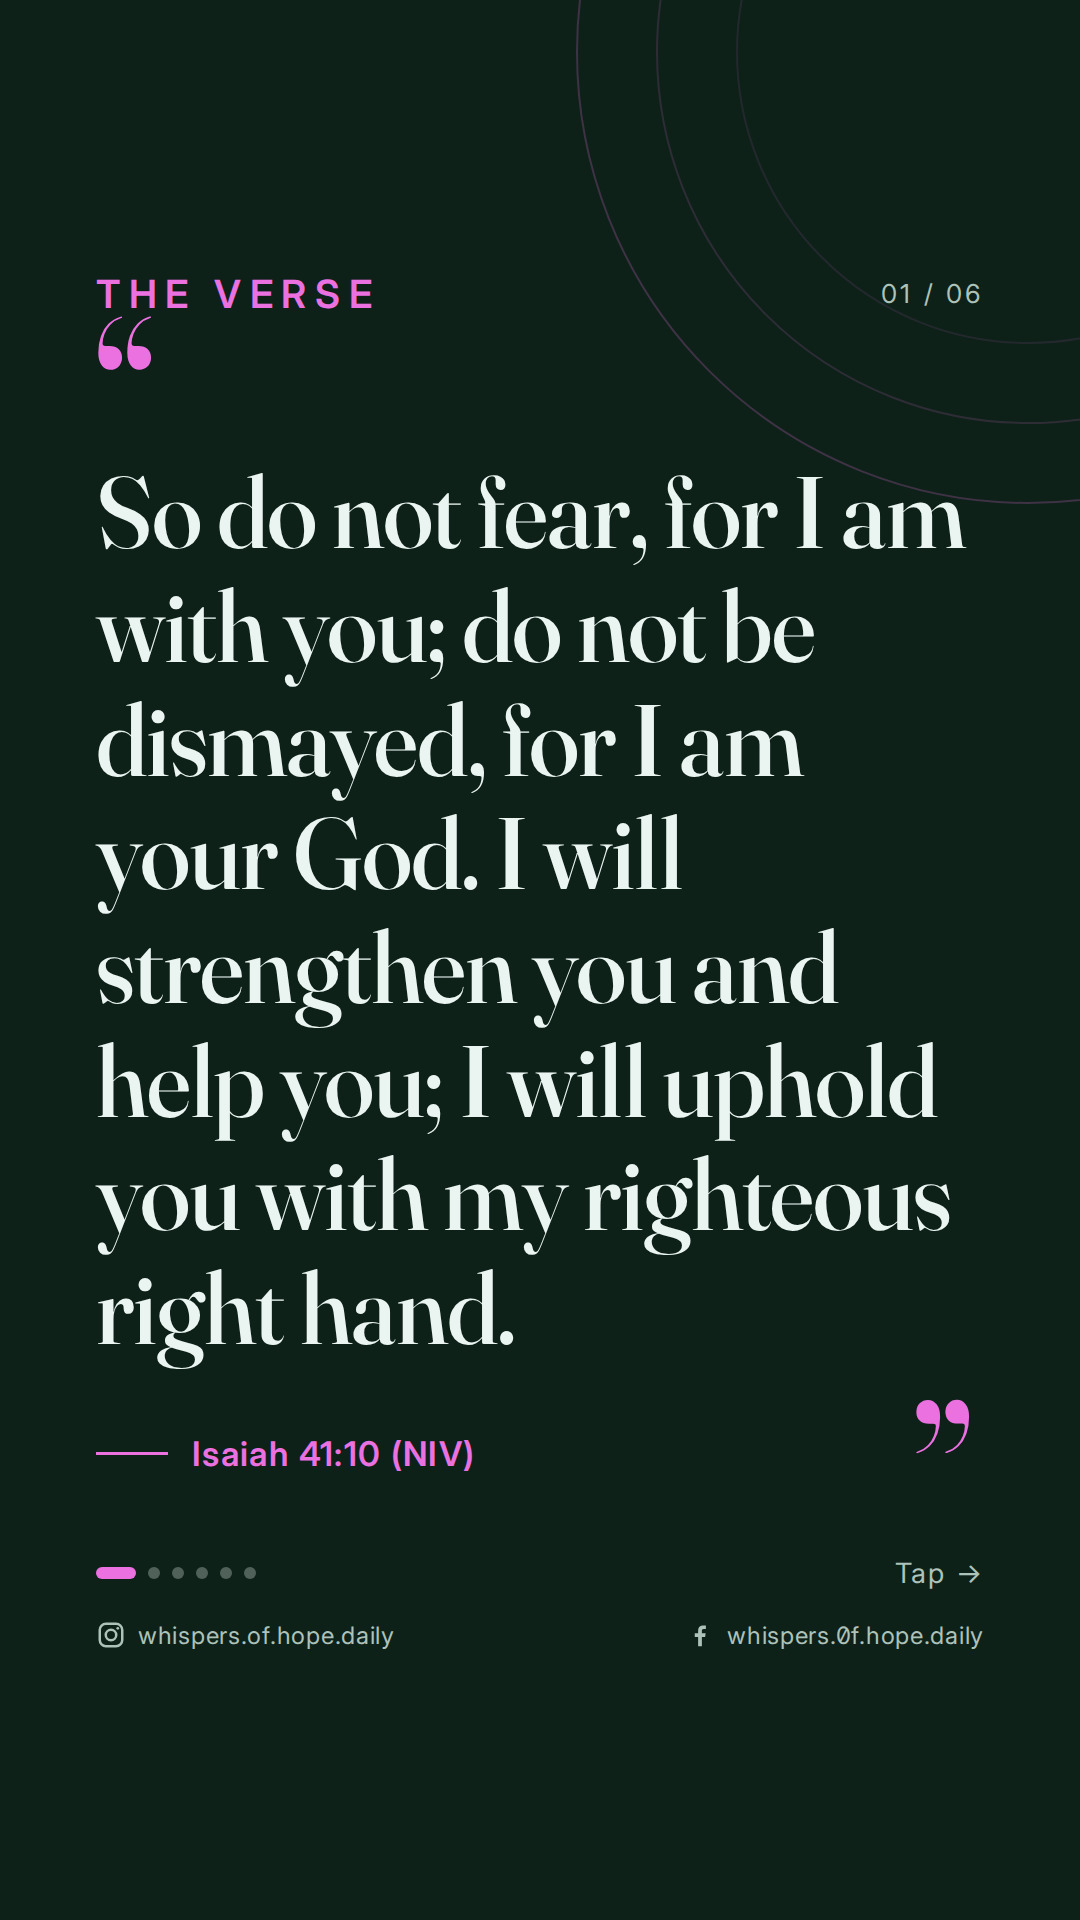 THE VERSE
01 / 06
“
So do not fear, for I am
with you; do not be
dismayed, for I am
your God. I will
strengthen you and
help you; I will uphold
you with my righteous
right hand.
”
Isaiah 41:10 (NIV)
Tap →
whispers.of.hope.daily
whispers.0f.hope.daily